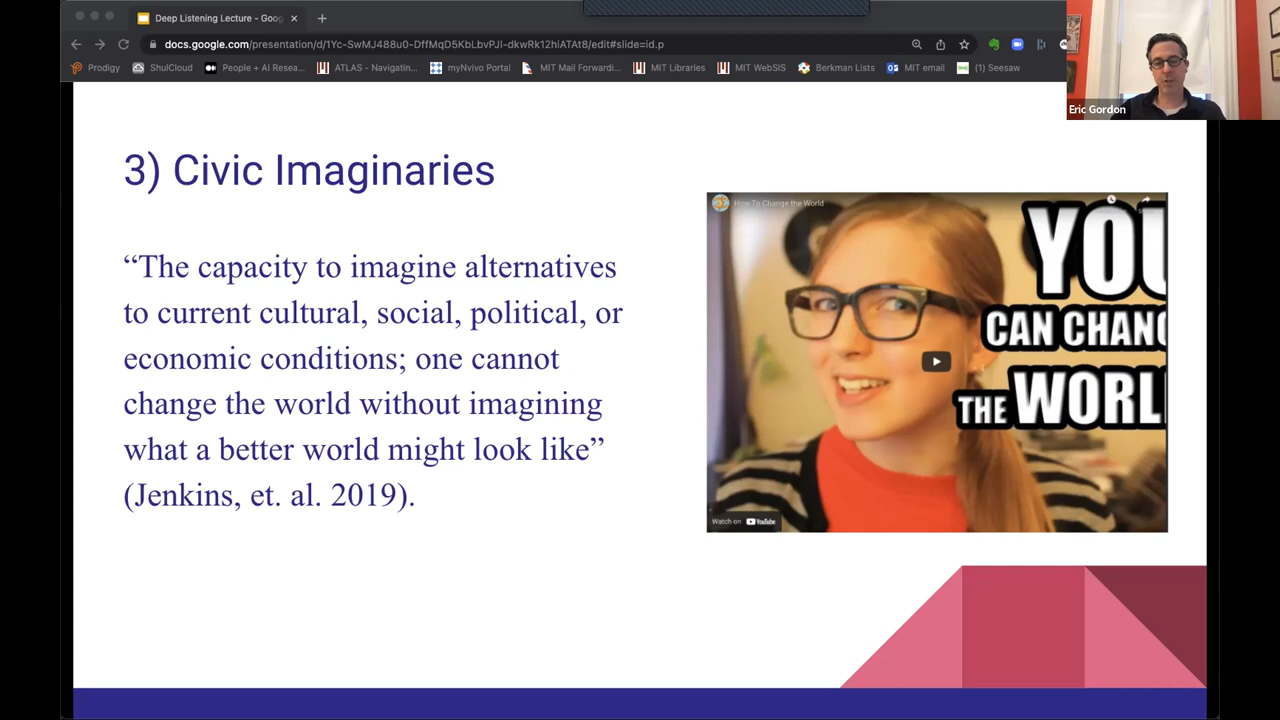 Deep Listening Lecture - Goog
docs.google.com/presentation/d/1Yc-SwMJ488u0-DffMqD5KbLbvPJl-dkwRk12hiATAt8/edit#slide=id.p
Prodigy ShulCloud People + AI Resea... ATLAS - Navigatin... myNvivo Portal MIT Mail Forwardi... MIT Libraries MIT WebSIS Berkman Lists MIT email (1) Seesaw
Eric Gordon
3) Civic Imaginaries
“The capacity to imagine alternatives
to current cultural, social, political, or
economic conditions; one cannot
change the world without imagining
what a better world might look like”
(Jenkins, et. al. 2019).
How To Change the World
YOU
CAN CHANG
THE WORL
Watch on YouTube